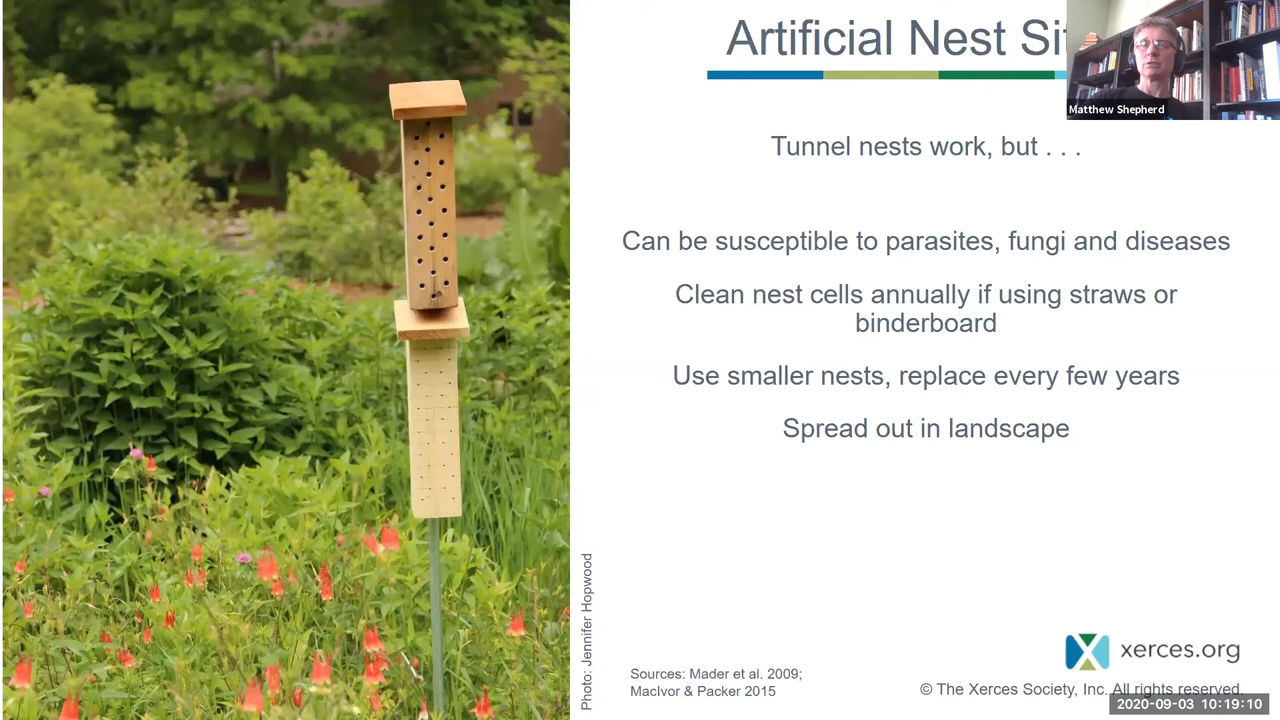 Artificial Nest Si
Matthew Shepherd
Tunnel nests work, but . . .
Can be susceptible to parasites, fungi and diseases
Clean nest cells annually if using straws or
binderboard
Use smaller nests, replace every few years
Spread out in landscape
Photo: Jennifer Hopwood
Sources: Mader et al. 2009;
MacIvor & Packer 2015
xerces.org
© The Xerces Society, Inc. All rights reserved.
2020-09-03 10:19:10